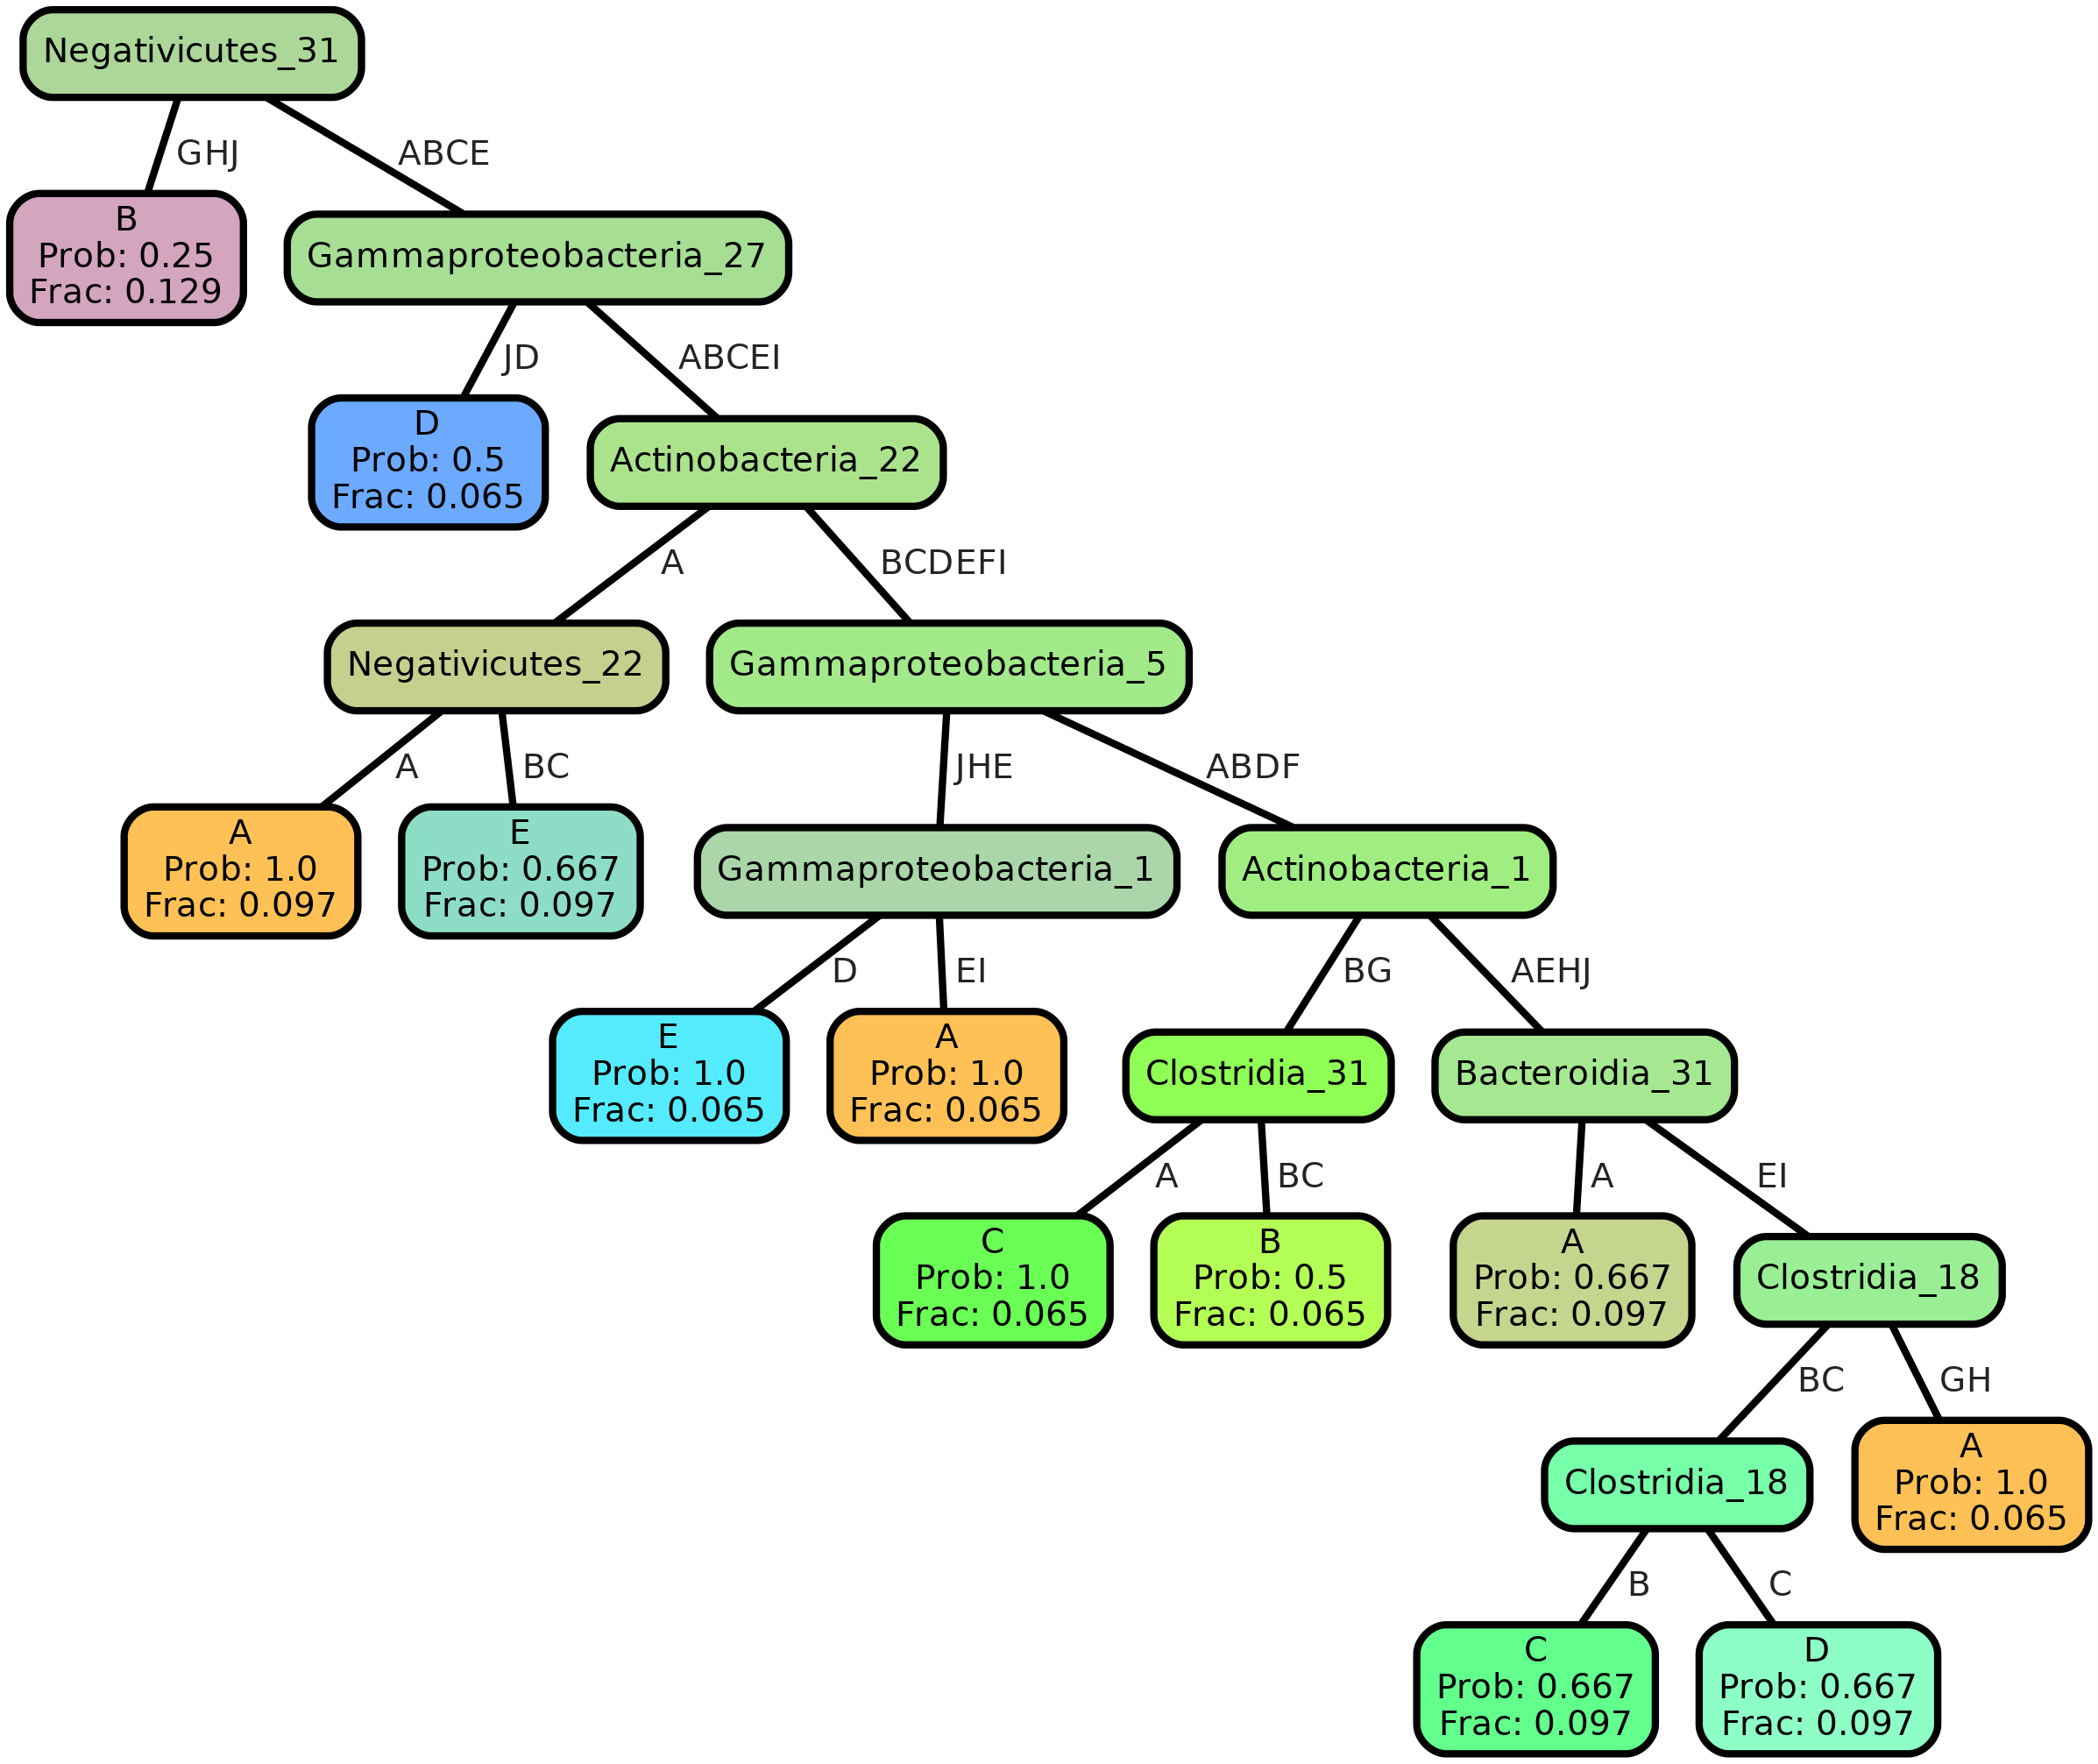 Negativicutes_31
GHJ
ABCE
B
Prob: 0.25
Frac: 0.129
Gammaproteobacteria_27
JD
ABCEI
D
Prob: 0.5
Frac: 0.065
Actinobacteria_22
A
BCDEFI
Negativicutes_22
Gammaproteobacteria_5
A
BC
JHE
ABDF
A
Prob: 1.0
Frac: 0.097
E
Prob: 0.667
Frac: 0.097
Gammaproteobacteria_1
Actinobacteria_1
D
EI
BG
AEHJ
E
Prob: 1.0
Frac: 0.065
A
Prob: 1.0
Frac: 0.065
Clostridia_31
Bacteroidia_31
A
BC
A
EI
C
Prob: 1.0
Frac: 0.065
B
Prob: 0.5
Frac: 0.065
A
Prob: 0.667
Frac: 0.097
Clostridia_18
BC
GH
Clostridia_18
A
Prob: 1.0
Frac: 0.065
B
C
C
Prob: 0.667
Frac: 0.097
D
Prob: 0.667
Frac: 0.097